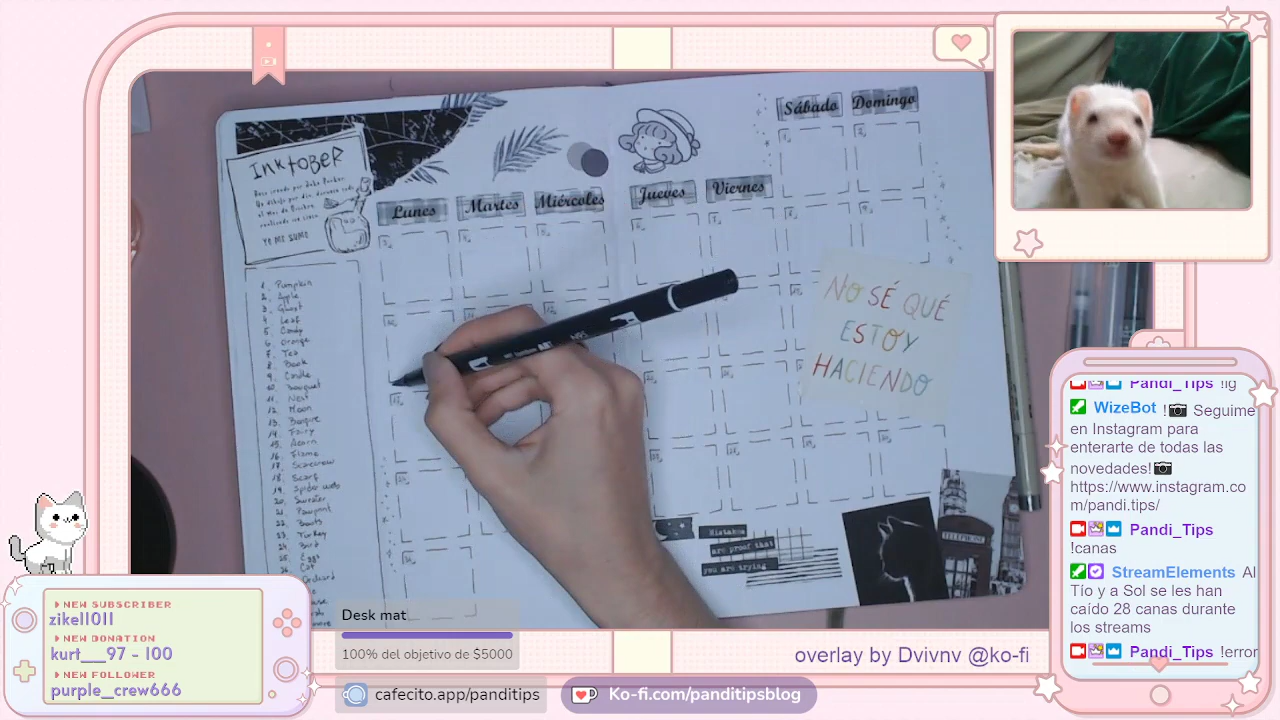 Sábado Domingo
INKTOBER
YO ME SUMO
Lunes Martes Miércoles Jueves Viernes
1. Pumpkin
2. Apple
3. Ghost
4. Leaf
5. Candy
6. Orange
7. Tea
8. Book
9. Candle
10. Bouquet
11. Nest
12. Moon
14. Fairy
15. Acorn
16. Flame
17. Scarecrow
18. Scarf
19. Spider web
20. Sweater
21. Pawprint
22. Boots
23. Turkey
24. Bird
25. Eggs
26. Cat
Orchard
NO SÉ QUÉ
ESTOY
HACIENDO
TELEPHONE
Mistakes
are proof that
you are trying
Pandi_Tips !ig
WizeBot ! Seguime
en Instagram para
enterarte de todas las
novedades!
https://www.instagram.co
m/pandi.tips/
Pandi_Tips
!canas
StreamElements Al
Tío y a Sol se les han
caído 28 canas durante
los streams
Pandi_Tips !error
NEW SUBSCRIBER
zikel1011
NEW DONATION
kurt__97 - 100
NEW FOLLOWER
purple_crew666
Desk mat
100% del objetivo de $5000
overlay by Dvivnv @ko-fi
cafecito.app/panditips
Ko-fi.com/panditipsblog